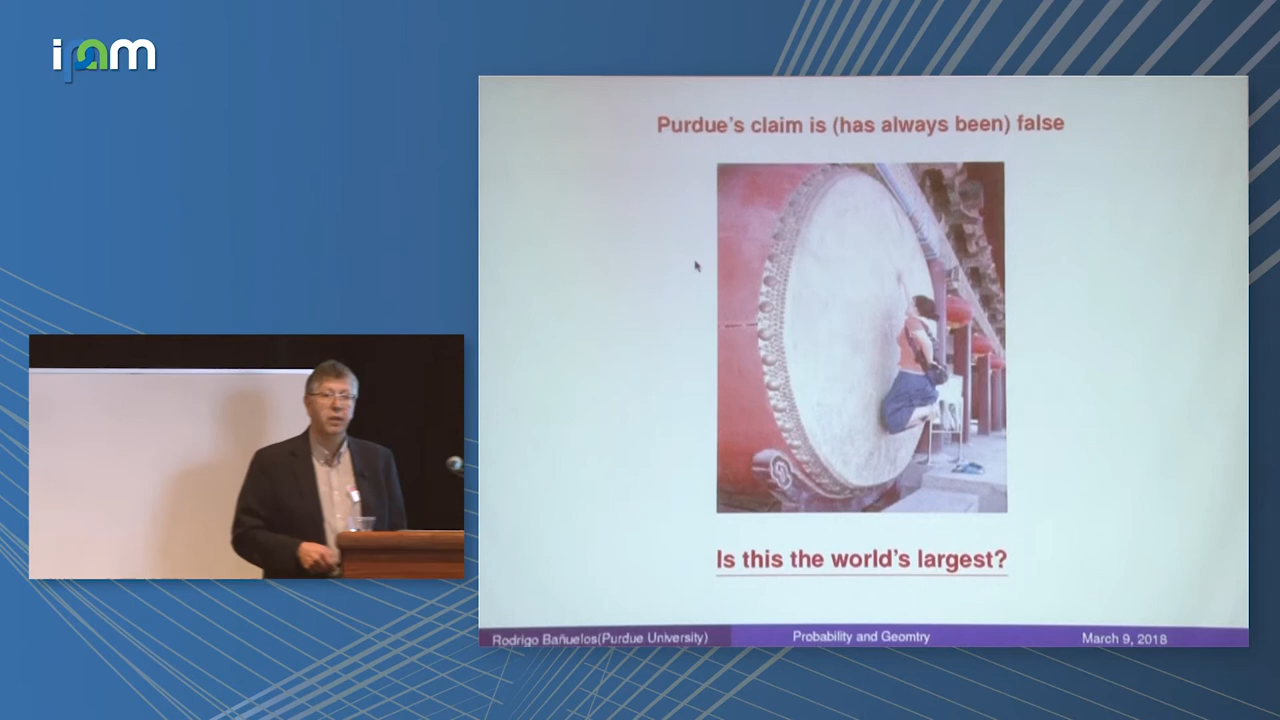 ipam
Purdue's claim is (has always been) false
Is this the world's largest?
Rodrigo Bañuelos(Purdue University)
Probability and Geomtry
March 9, 2018